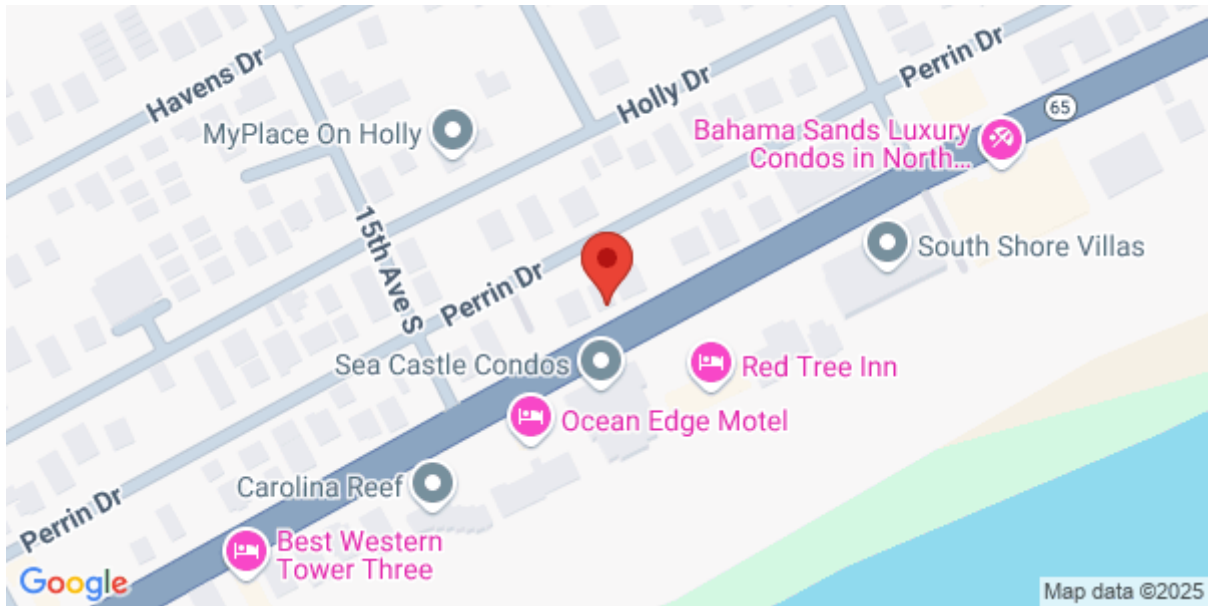 Havens Dr
Perrin Dr
Holly Dr
65
MyPlace On Holly
Bahama Sands Luxury
Condos in North...
15th Ave S
South Shore Villas
Perrin Dr
Sea Castle Condos
Red Tree Inn
Ocean Edge Motel
Carolina Reef
Perrin Dr
Best Western
Tower Three
Google
Map data ©2025